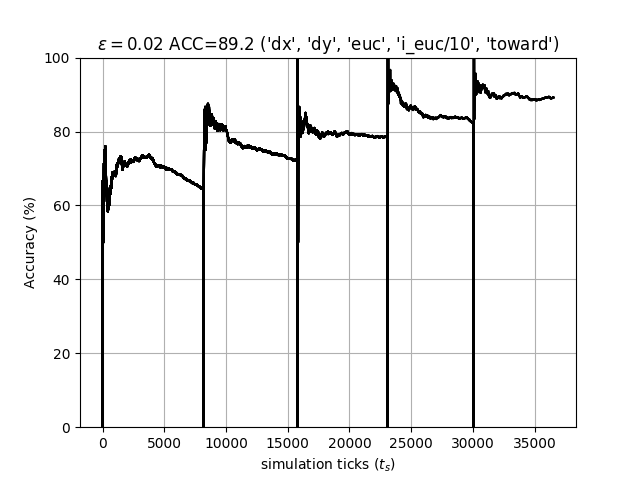 ε = 0.02 ACC=89.2 ('dx', 'dy', 'euc', 'i_euc/10', 'toward')
100
80
60
40
20
0
Accuracy (%)
0 5000 10000 15000 20000 25000 30000 35000
simulation ticks (tₛ)